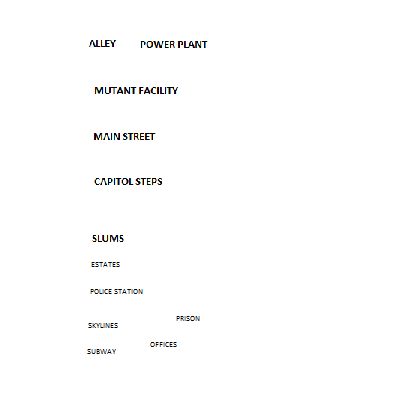 ALLEY POWER PLANT
MUTANT FACILITY
MAIN STREET
CAPITOL STEPS
SLUMS
ESTATES
POLICE STATION
PRISON
SKYLINES
OFFICES
SUBWAY